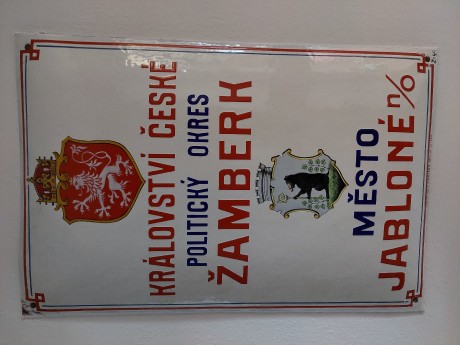 KRÁLOVSTVÍ ČESKÉ
POLITICKÝ OKRES
ŽAMBERK
MĚSTO
JABLONÉ n/O